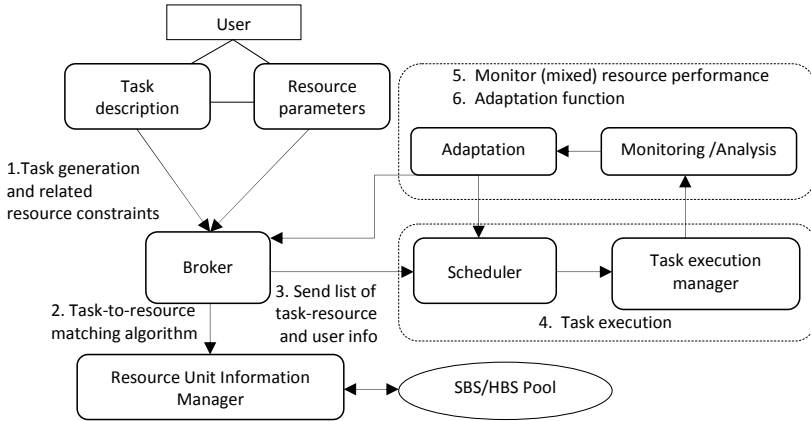 User
Task
description
Resource
parameters
5. Monitor (mixed) resource performance
6. Adaptation function
Adaptation
Monitoring /Analysis
1.Task generation
and related
resource constraints
Broker
Scheduler
Task execution
manager
2. Task-to-resource
matching algorithm
3. Send list of
task-resource
and user info
4. Task execution
Resource Unit Information
Manager
SBS/HBS Pool